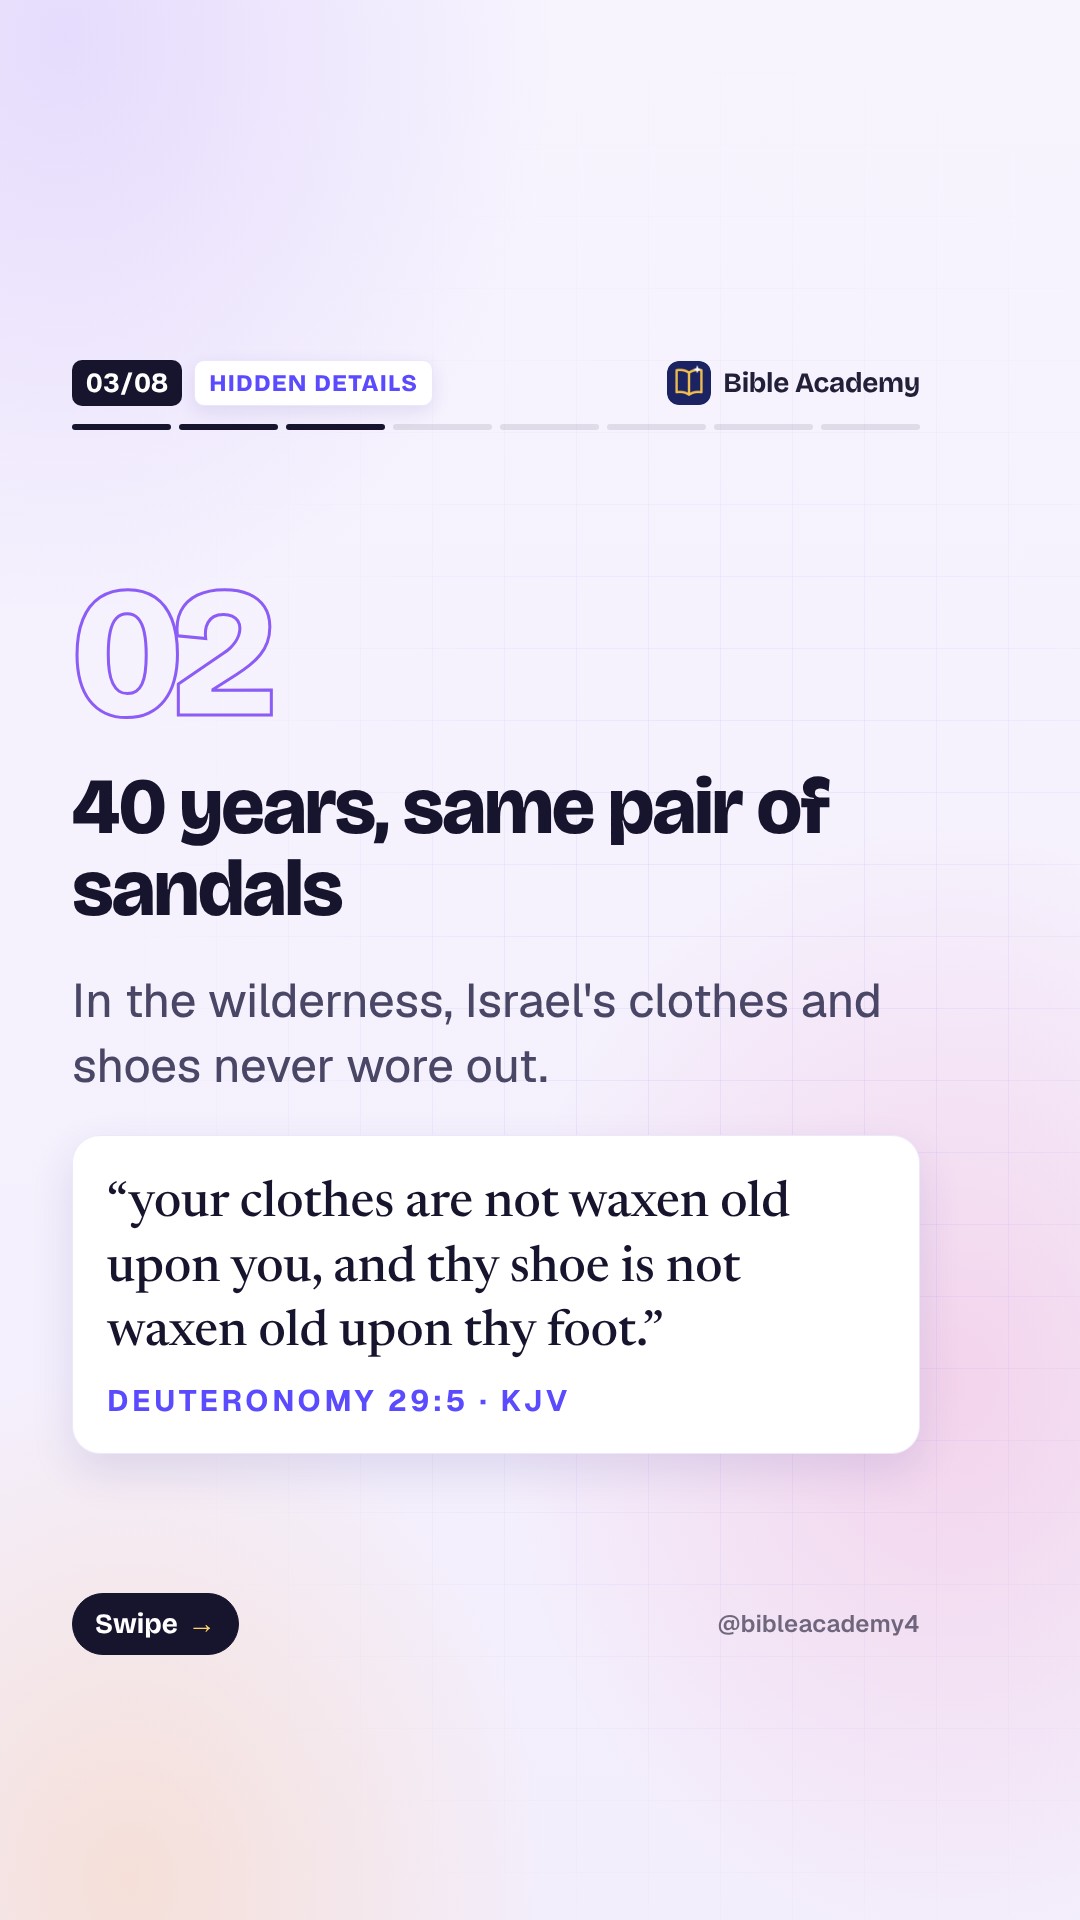 03/08 HIDDEN DETAILS Bible Academy
02
40 years, same pair of
sandals
In the wilderness, Israel's clothes and
shoes never wore out.
“your clothes are not waxen old
upon you, and thy shoe is not
waxen old upon thy foot.”
DEUTERONOMY 29:5 · KJV
Swipe → @bibleacademy4